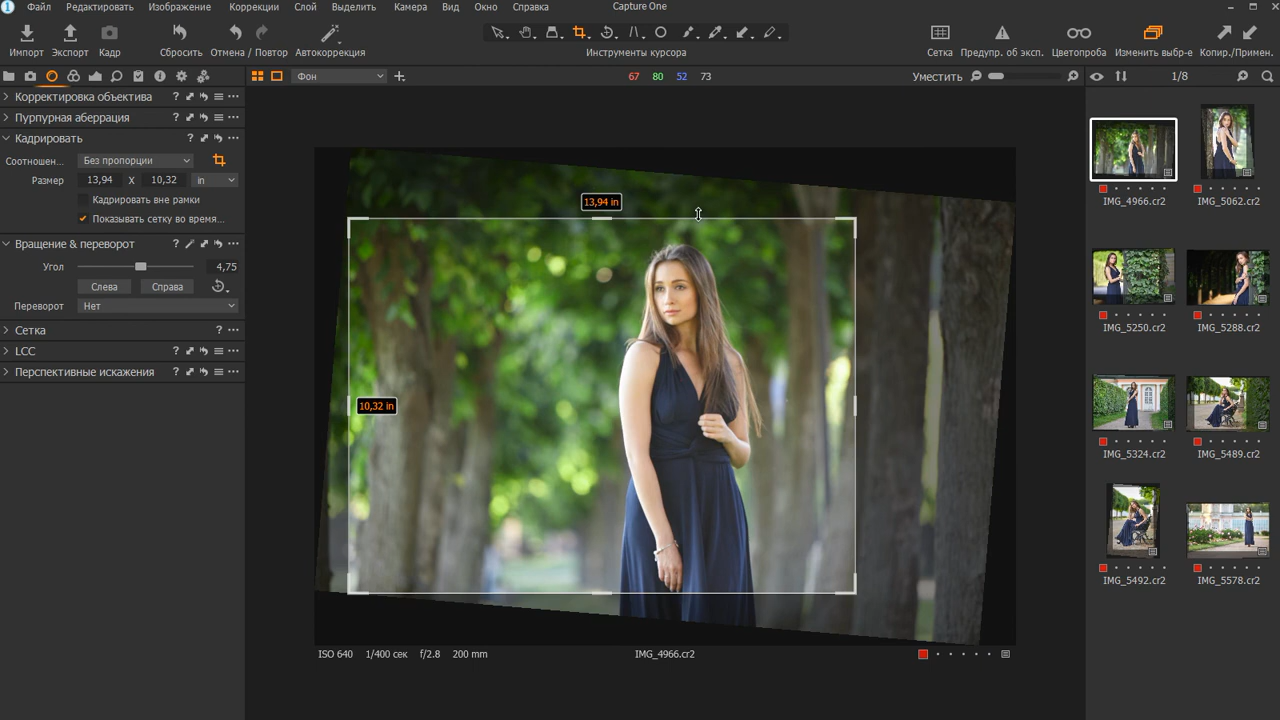 Файл Редактировать Изображение Коррекции Слой Выделить Камера Вид Окно Справка Capture One
Импорт Экспорт Кадр Сбросить Отмена / Повтор Автокоррекция Инструменты курсора Сетка Предупр. об эксп. Цветопроба Изменить выбр-е Копир./Примен.
Фон 67 80 52 73 Уместить 1/8
Корректировка объектива
Пурпурная аберрация
Кадрировать
Соотношен... Без пропорции
Размер 13,94 X 10,32 in
Кадрировать вне рамки
Показывать сетку во время...
Вращение & переворот
Угол 4,75
Слева Справа
Переворот Нет
Сетка
LCC
Перспективные искажения
13,94 in
10,32 in
ISO 640 1/400 сек f/2.8 200 mm IMG_4966.cr2
IMG_4966.cr2 IMG_5062.cr2
IMG_5250.cr2 IMG_5288.cr2
IMG_5324.cr2 IMG_5489.cr2
IMG_5492.cr2 IMG_5578.cr2